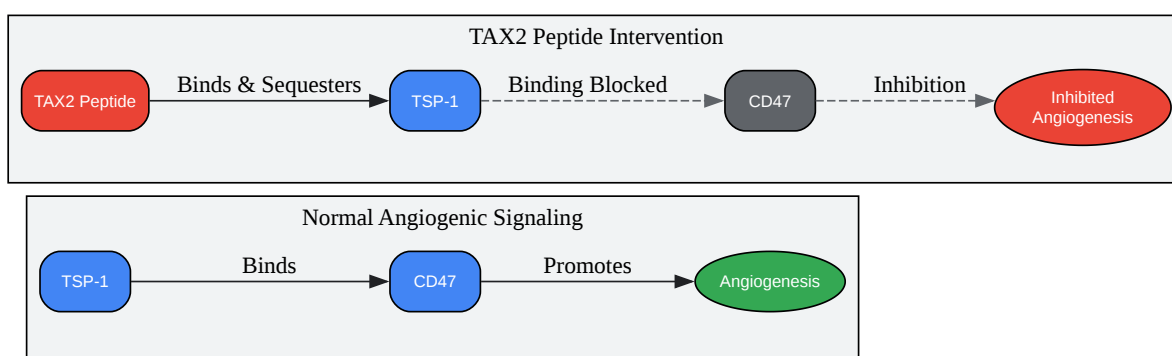 TAX2 Peptide Intervention
TAX2 Peptide
Binds & Sequesters
TSP-1
Binding Blocked
CD47
Inhibition
Inhibited
Angiogenesis
Normal Angiogenic Signaling
TSP-1
Binds
CD47
Promotes
Angiogenesis